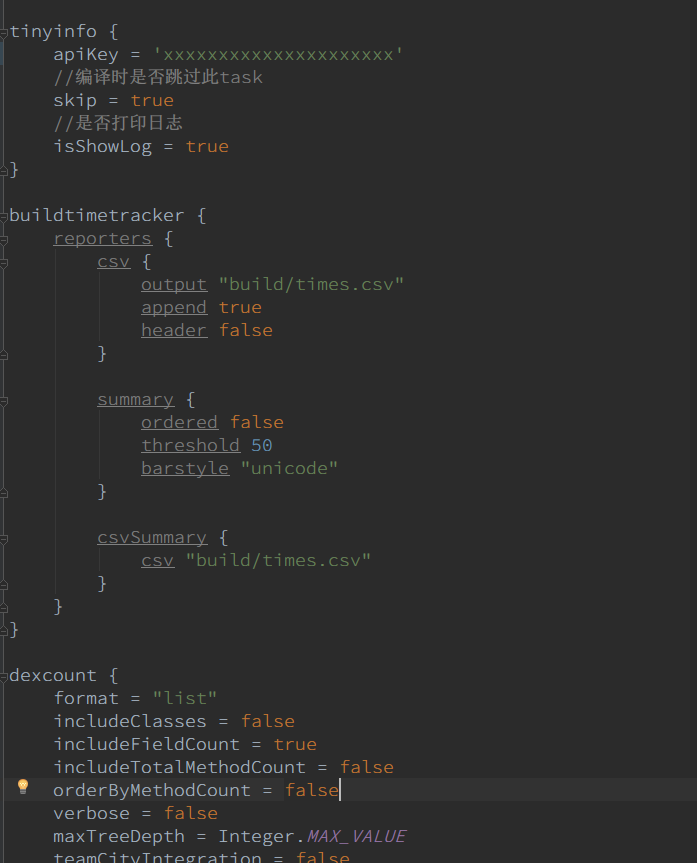 tinyinfo {
    apiKey = 'xxxxxxxxxxxxxxxxxxxxx'
    //编译时是否跳过此task
    skip = true
    //是否打印日志
    isShowLog = true
}

buildtimetracker {
    reporters {
        csv {
            output "build/times.csv"
            append true
            header false
        }

        summary {
            ordered false
            threshold 50
            barstyle "unicode"
        }

        csvSummary {
            csv "build/times.csv"
        }
    }
}

dexcount {
    format = "list"
    includeClasses = false
    includeFieldCount = true
    includeTotalMethodCount = false
    orderByMethodCount = false
    verbose = false
    maxTreeDepth = Integer.MAX_VALUE
    teamCityIntegration = false